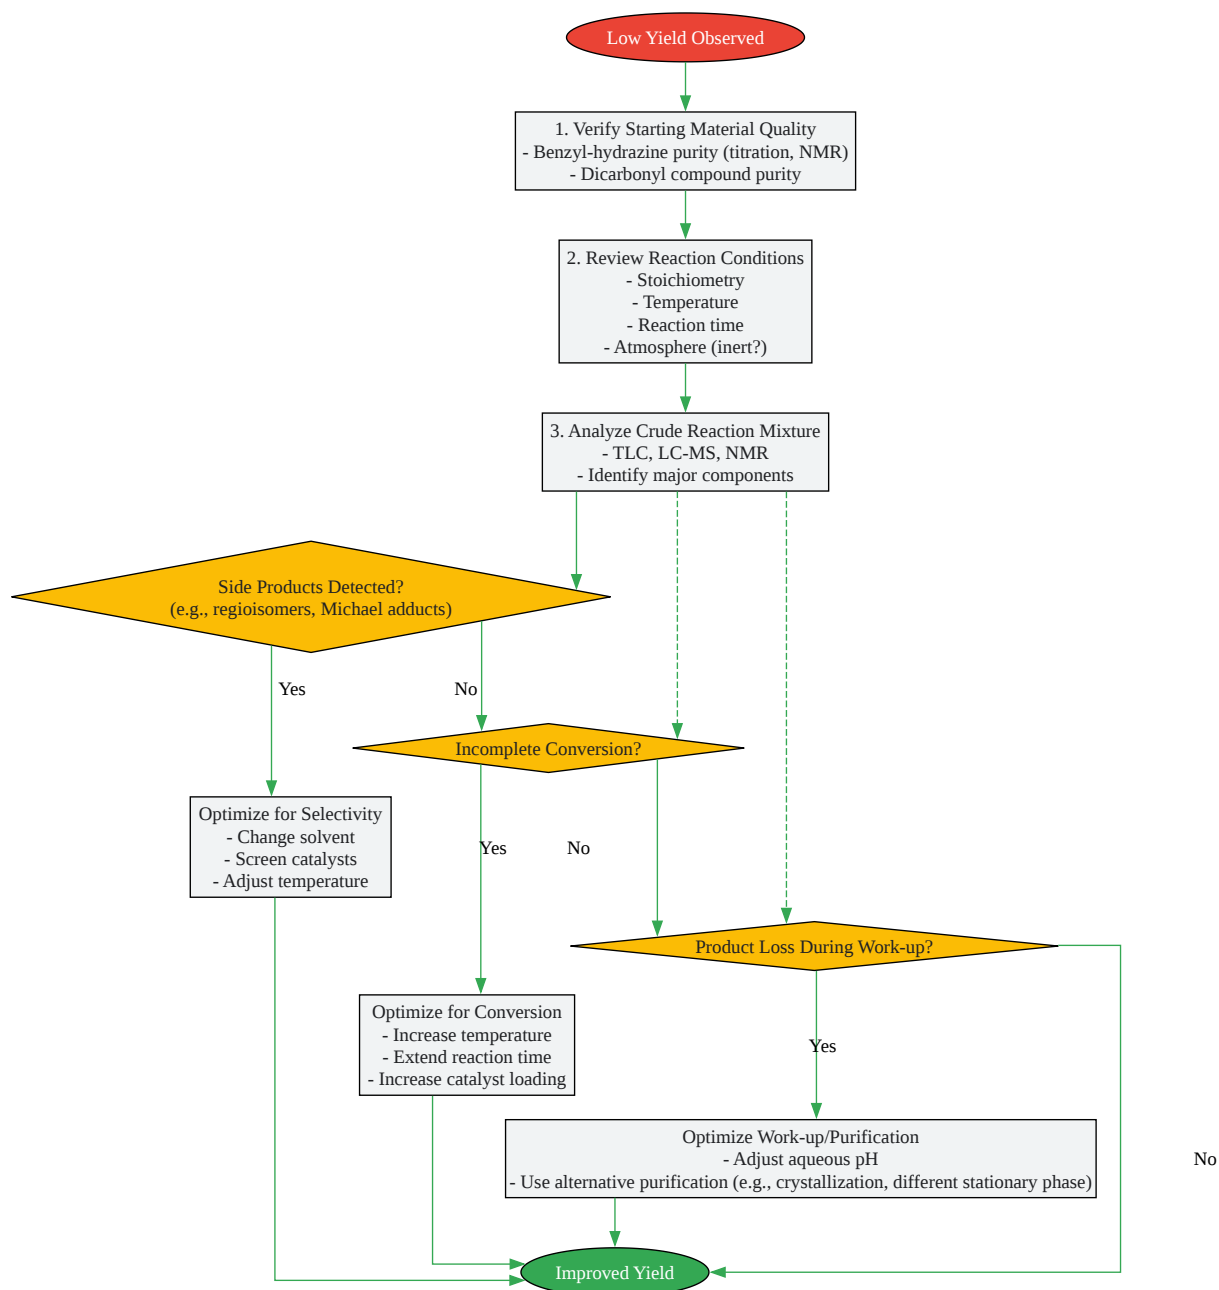 Low Yield Observed
1. Verify Starting Material Quality
- Benzyl-hydrazine purity (titration, NMR)
- Dicarbonyl compound purity
2. Review Reaction Conditions
- Stoichiometry
- Temperature
- Reaction time
- Atmosphere (inert?)
3. Analyze Crude Reaction Mixture
- TLC, LC-MS, NMR
- Identify major components
Side Products Detected?
(e.g., regioisomers, Michael adducts)
Yes
No
Incomplete Conversion?
Optimize for Selectivity
- Change solvent
- Screen catalysts
- Adjust temperature
Yes
No
Product Loss During Work-up?
Optimize for Conversion
- Increase temperature
- Extend reaction time
- Increase catalyst loading
Yes
Optimize Work-up/Purification
- Adjust aqueous pH
- Use alternative purification (e.g., crystallization, different stationary phase)
No
Improved Yield